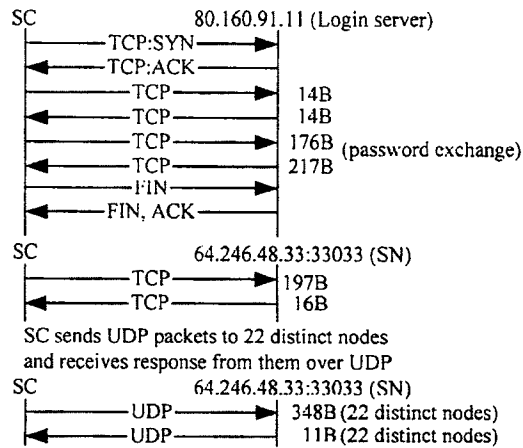 SC 80.160.91.11 (Login server)
TCP:SYN
TCP:ACK
TCP 14B
TCP 14B
TCP 176B (password exchange)
TCP 217B
FIN
FIN, ACK
SC 64.246.48.33:33033 (SN)
TCP 197B
TCP 16B
SC sends UDP packets to 22 distinct nodes
and receives response from them over UDP
SC 64.246.48.33:33033 (SN)
UDP 348B (22 distinct nodes)
UDP 11B (22 distinct nodes)